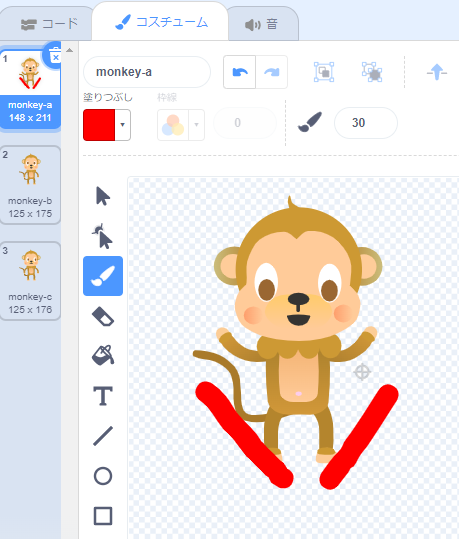 コード
コスチューム
音
1
monkey-a
148 x 211
2
monkey-b
125 x 175
3
monkey-c
125 x 176
monkey-a
塗りつぶし
枠線
0
30
T